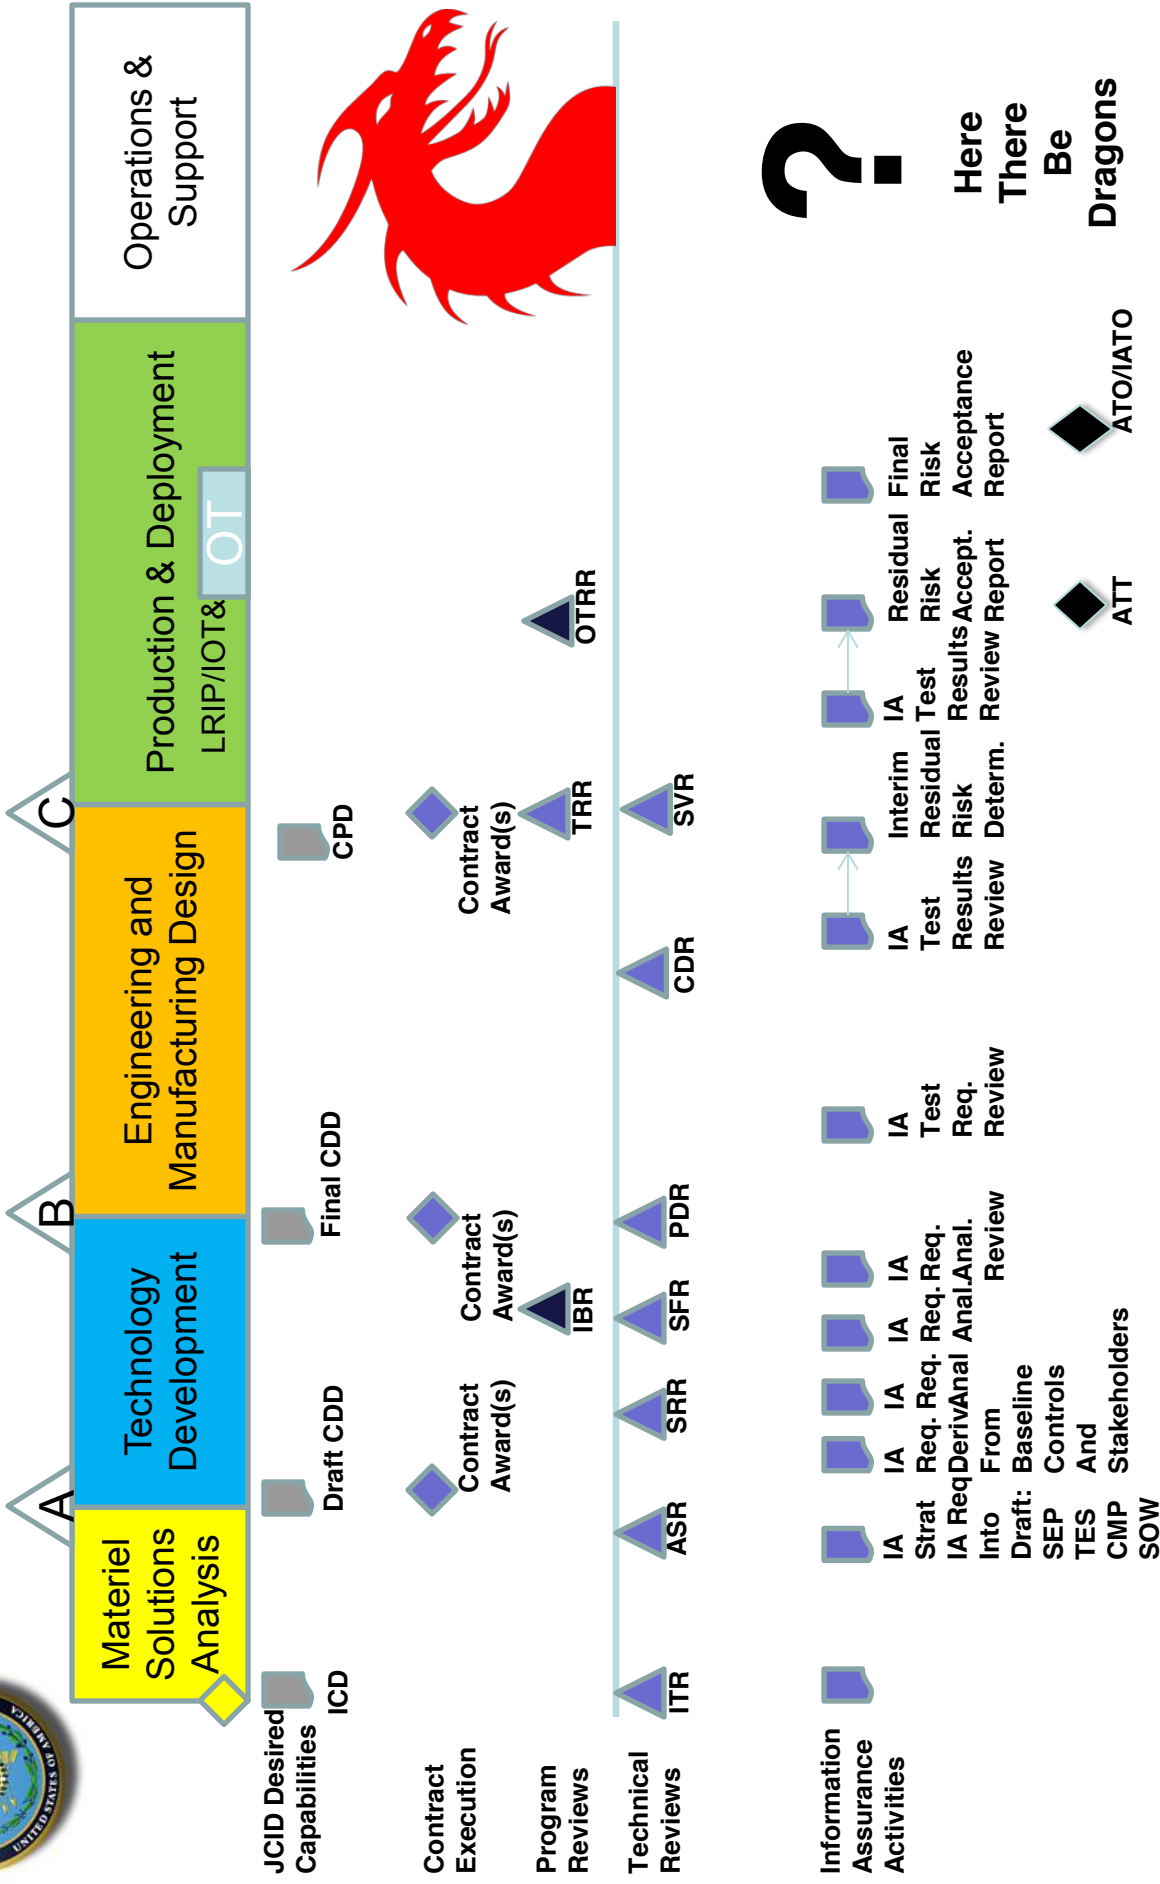 UNITED STATES OF AMERICA
A
B
C
Materiel
Solutions
Analysis
Technology
Development
Engineering and
Manufacturing Design
Production & Deployment
LRIP/IOT&
OT
Operations &
Support
JCID Desired
Capabilities
ICD
Draft CDD
Final CDD
CPD
Contract
Execution
Contract
Award(s)
Contract
Award(s)
Contract
Award(s)
Program
Reviews
IBR
TRR
OTRR
Technical
Reviews
ITR
ASR
SRR
SFR
PDR
CDR
SVR
Information
Assurance
Activities
IA
Strat
IA Req
Into
Draft:
SEP
TES
CMP
SOW
IA
Req.
Deriv
From
Baseline
Controls
And
Stakeholders
IA
Req.
Anal
IA
Req.
Anal.
IA
Req.
Anal.
Review
IA
Test
Req.
Review
IA
Test
Results
Review
Interim
Residual
Risk
Determ.
IA
Test
Results
Review
Residual
Risk
Accept.
Report
Final
Risk
Acceptance
Report
ATT
ATO/IATO
?
Here
There
Be
Dragons